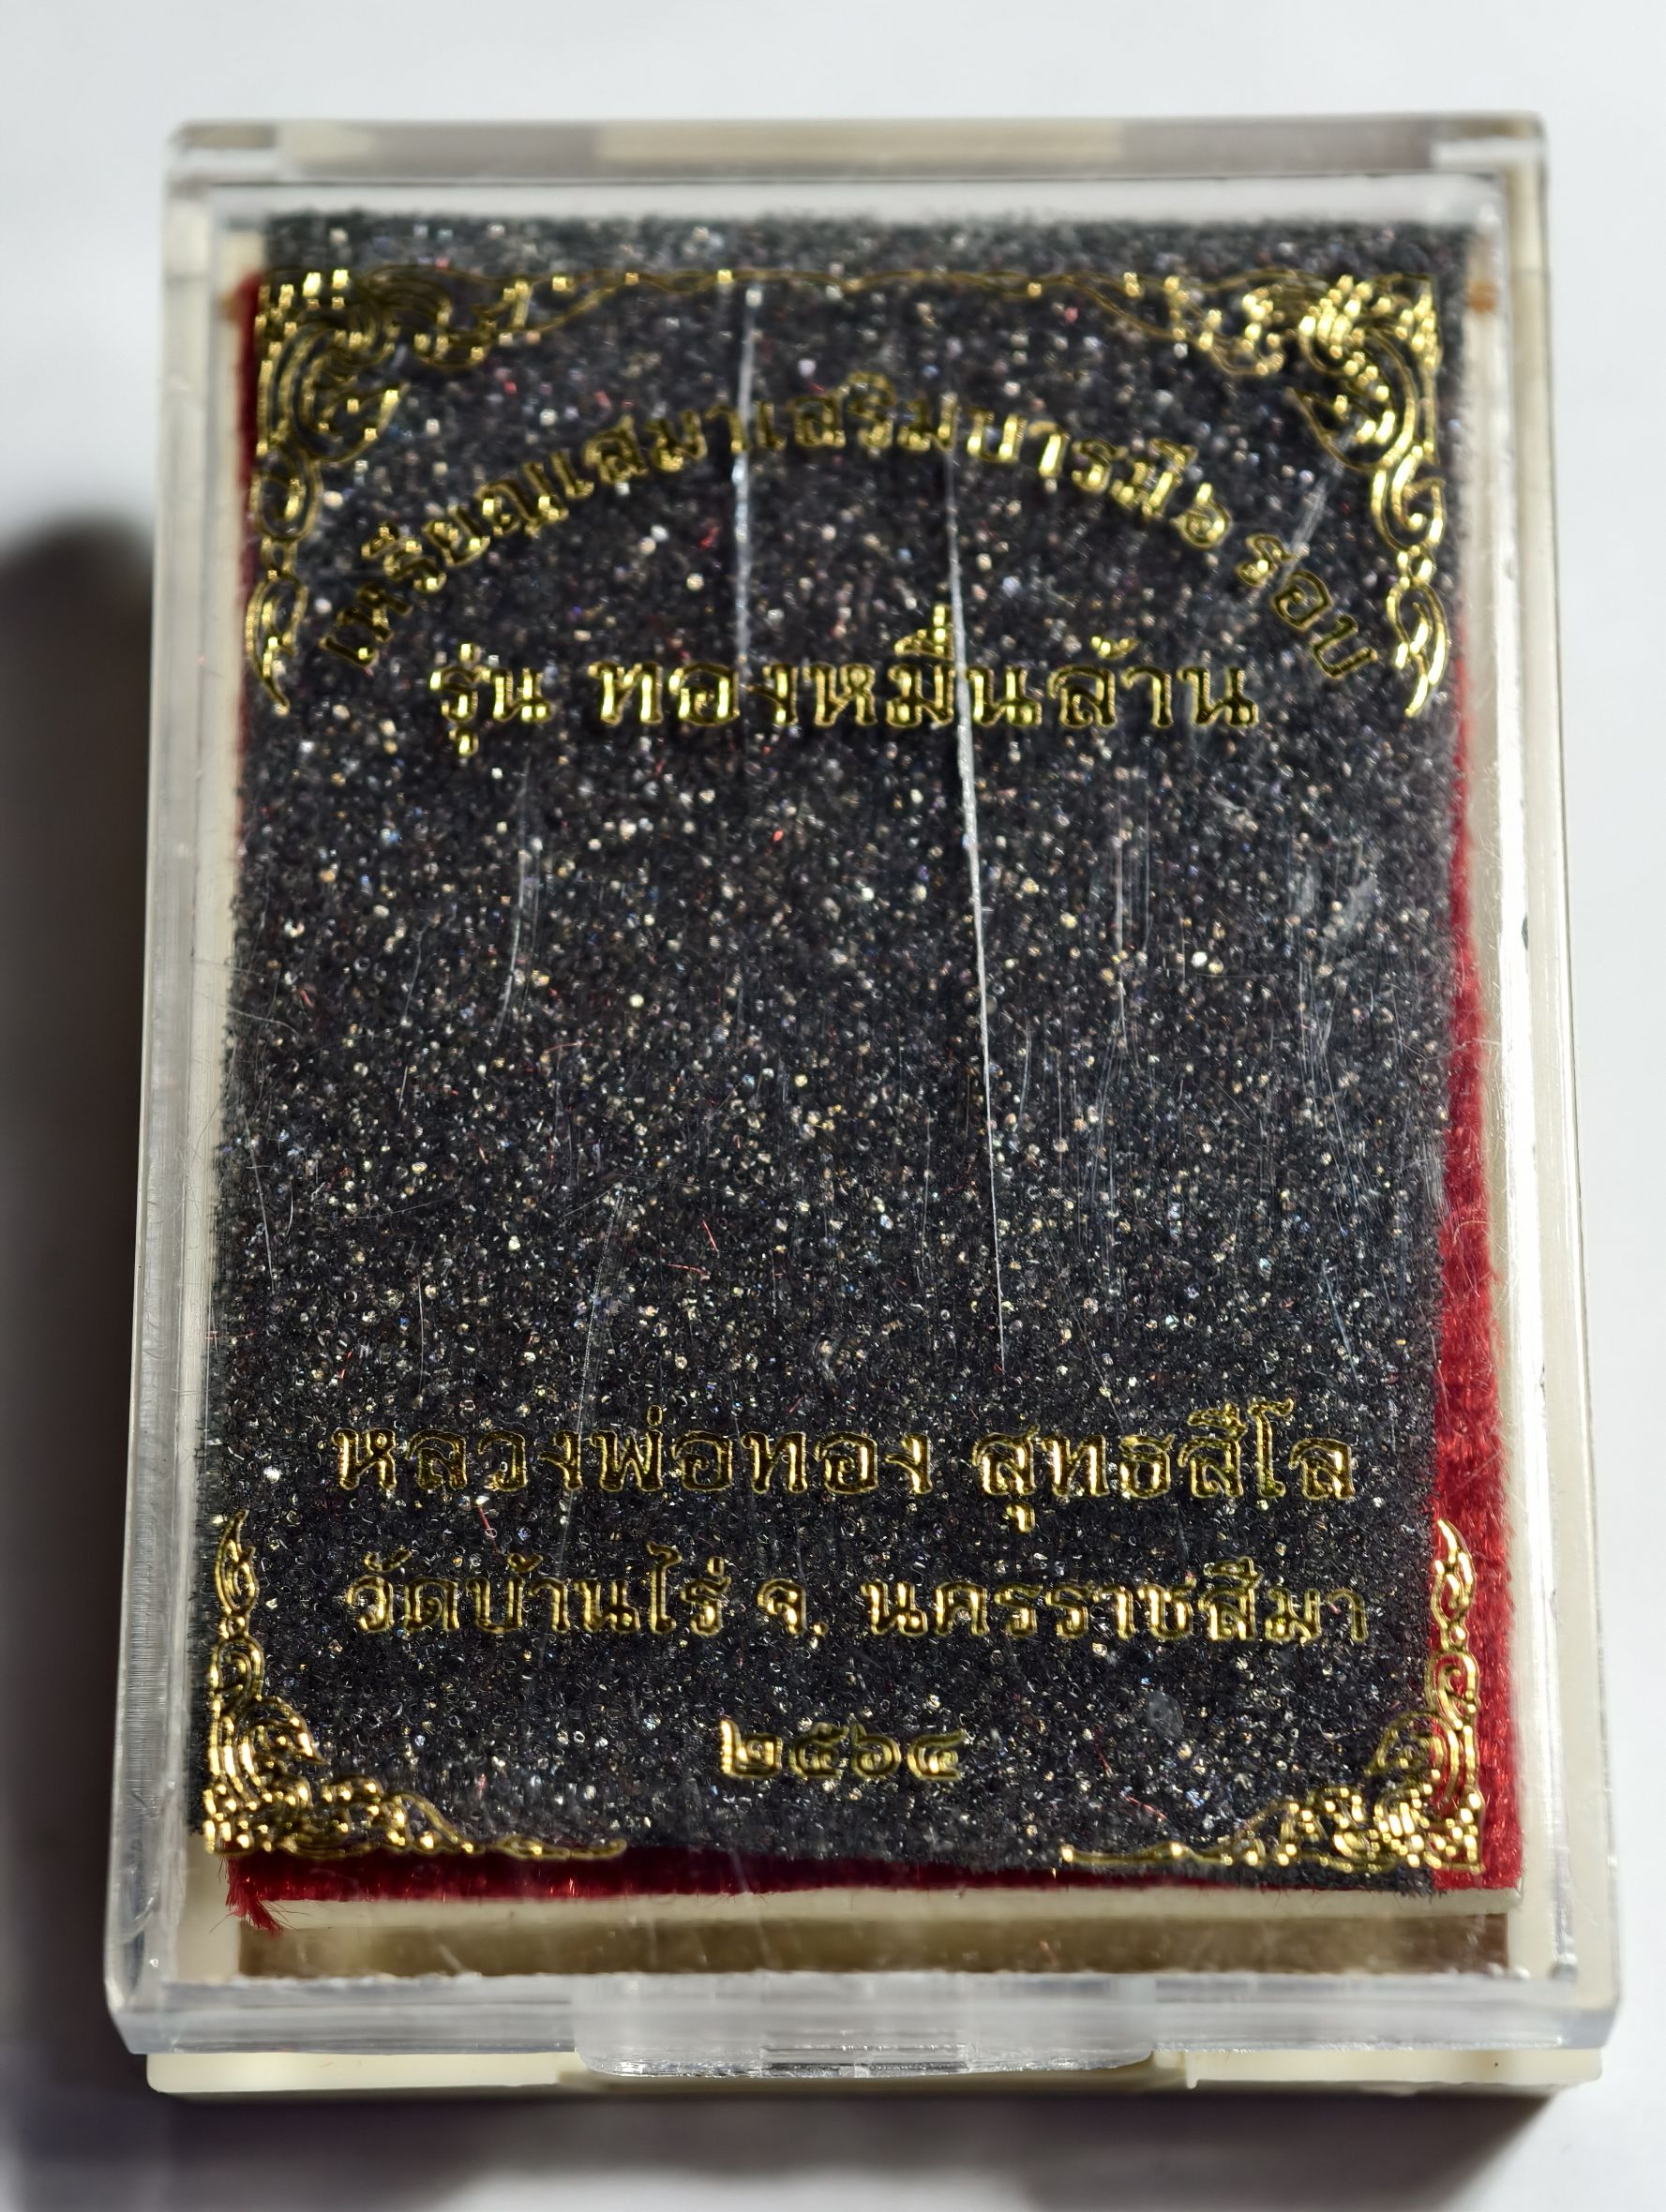 เหรียญเสมาเสริมบารมี ๖ รอบ
รุ่น ทองหมื่นล้าน
หลวงพ่อทอง สุทธสีโล
วัดบ้านไร่ จ. นครราชสีมา
๒๕๖๔